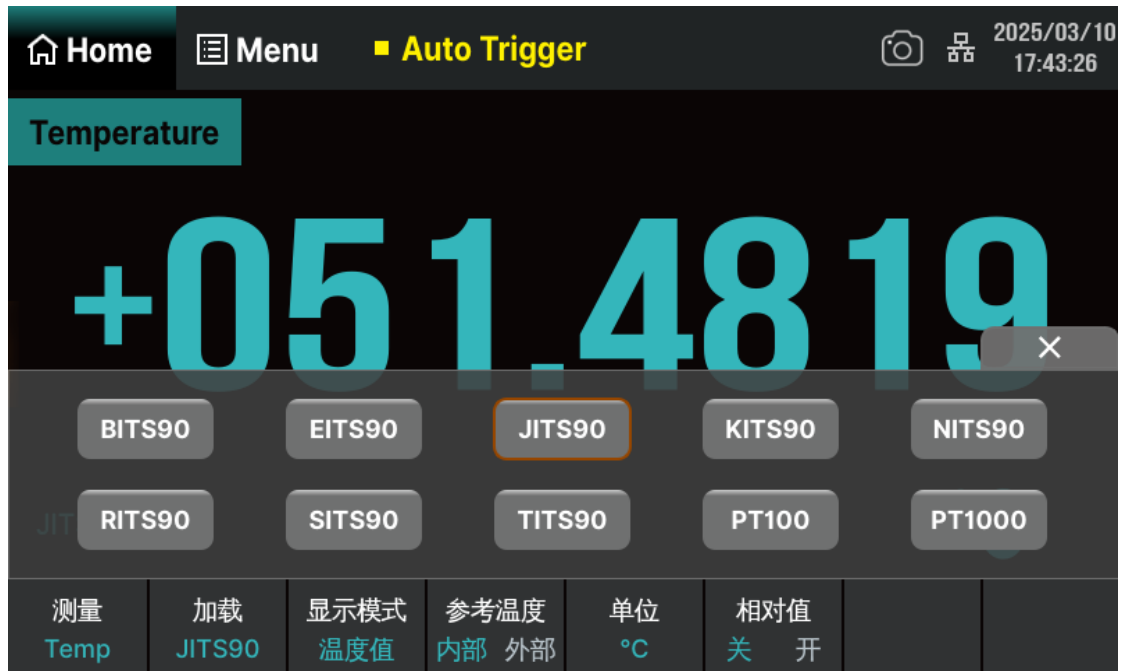 Home Menu Auto Trigger 2025/03/10
17:43:26
Temperature
+051.4819
BITS90 EITS90 JITS90 KITS90 NITS90
JIT RITS90 SITS90 TITS90 PT100 PT1000
测量 加载 显示模式 参考温度 单位 相对值
Temp JITS90 温度值 内部 外部 °C 关 开